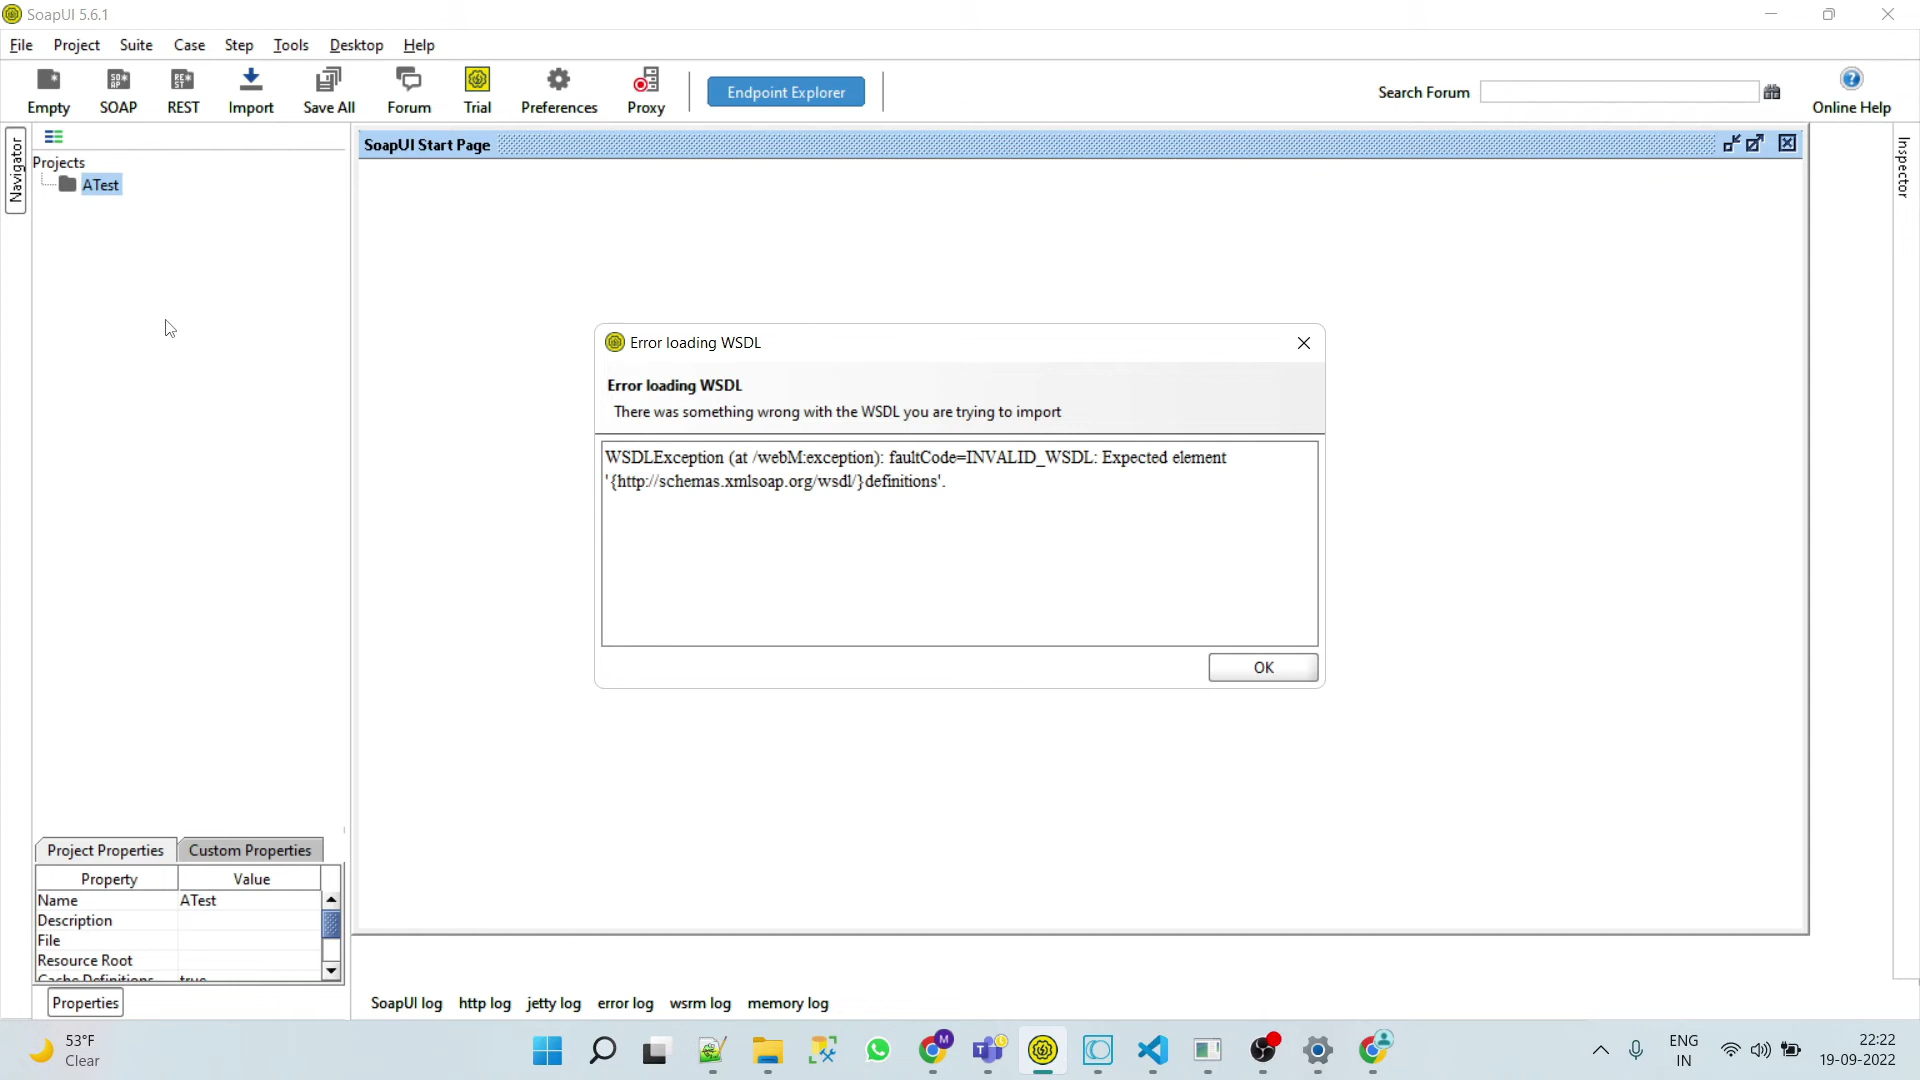 SoapUI 5.6.1
File Project Suite Case Step Tools Desktop Help
Empty SOAP REST Import Save All Forum Trial Preferences Proxy Endpoint Explorer Search Forum Online Help
Navigator
Projects
ATest
SoapUI Start Page
Inspector
Error loading WSDL
Error loading WSDL
There was something wrong with the WSDL you are trying to import
WSDLException (at /webM:exception): faultCode=INVALID_WSDL: Expected element
'{http://schemas.xmlsoap.org/wsdl/}definitions'.
OK
Project Properties Custom Properties
Property Value
Name ATest
Description
File
Resource Root
Cache Definitions true
Properties
SoapUI log http log jetty log error log wsrm log memory log
53°F
Clear
ENG
IN
22:22
19-09-2022